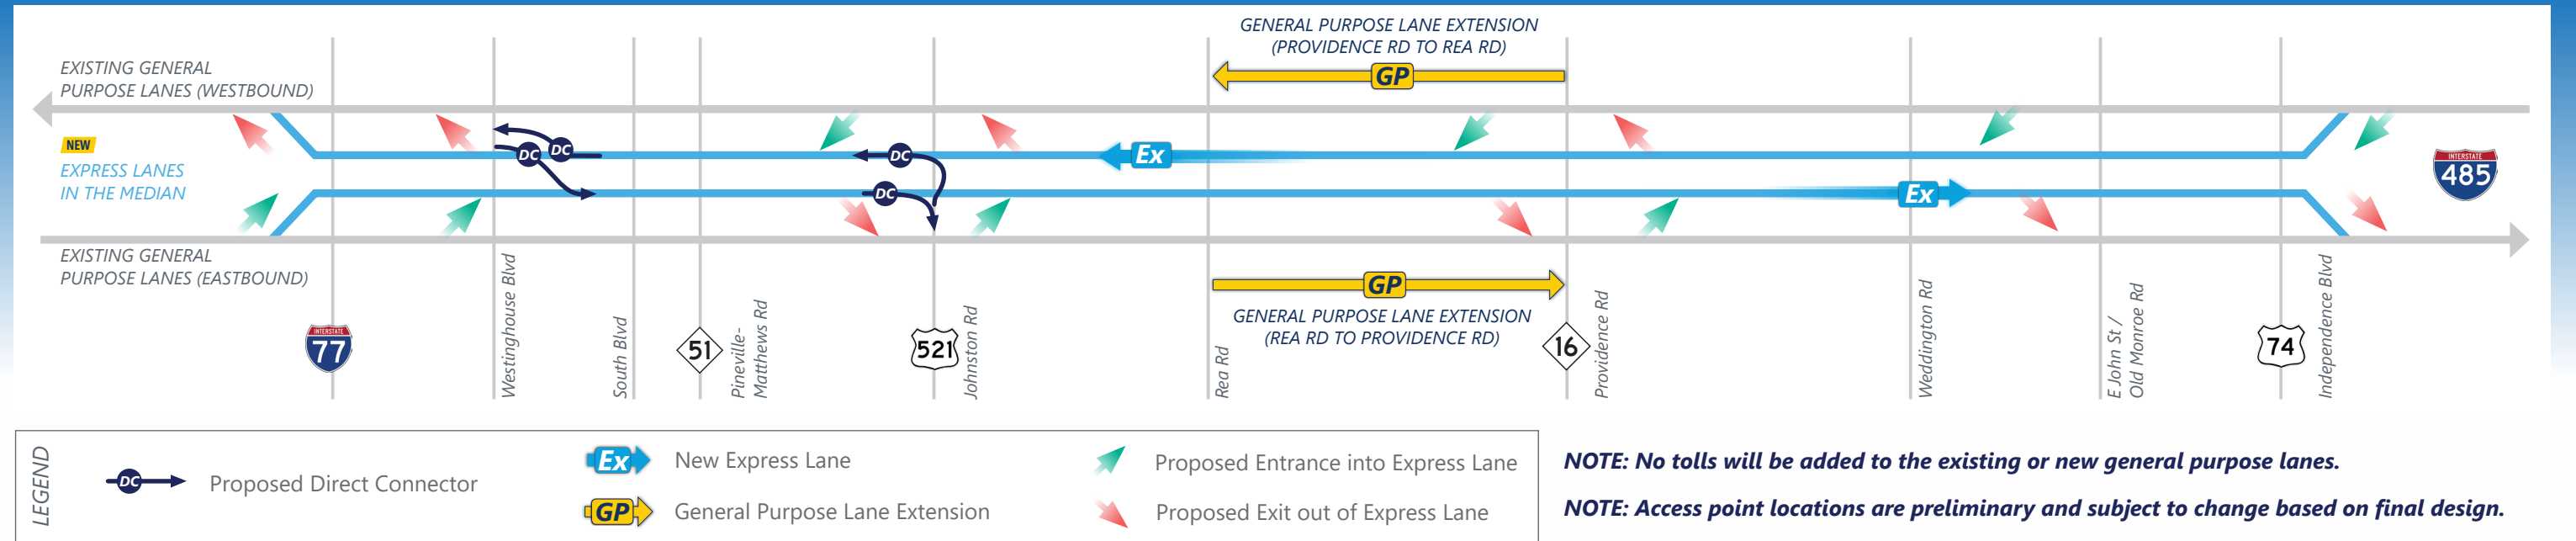 GENERAL PURPOSE LANE EXTENSION
(PROVIDENCE RD TO REA RD)
GP
EXISTING GENERAL
PURPOSE LANES (WESTBOUND)
NEW
EXPRESS LANES
IN THE MEDIAN
DC
DC
DC
DC
Ex
Ex
INTERSTATE
485
EXISTING GENERAL
PURPOSE LANES (EASTBOUND)
GP
GENERAL PURPOSE LANE EXTENSION
(REA RD TO PROVIDENCE RD)
INTERSTATE
77
Westinghouse Blvd
South Blvd
51
Pineville-
Matthews Rd
521
Johnston Rd
Rea Rd
16
Providence Rd
Weddington Rd
E John St /
Old Monroe Rd
74
Independence Blvd
LEGEND
DC
Proposed Direct Connector
Ex
New Express Lane
GP
General Purpose Lane Extension
Proposed Entrance into Express Lane
Proposed Exit out of Express Lane
NOTE: No tolls will be added to the existing or new general purpose lanes.
NOTE: Access point locations are preliminary and subject to change based on final design.